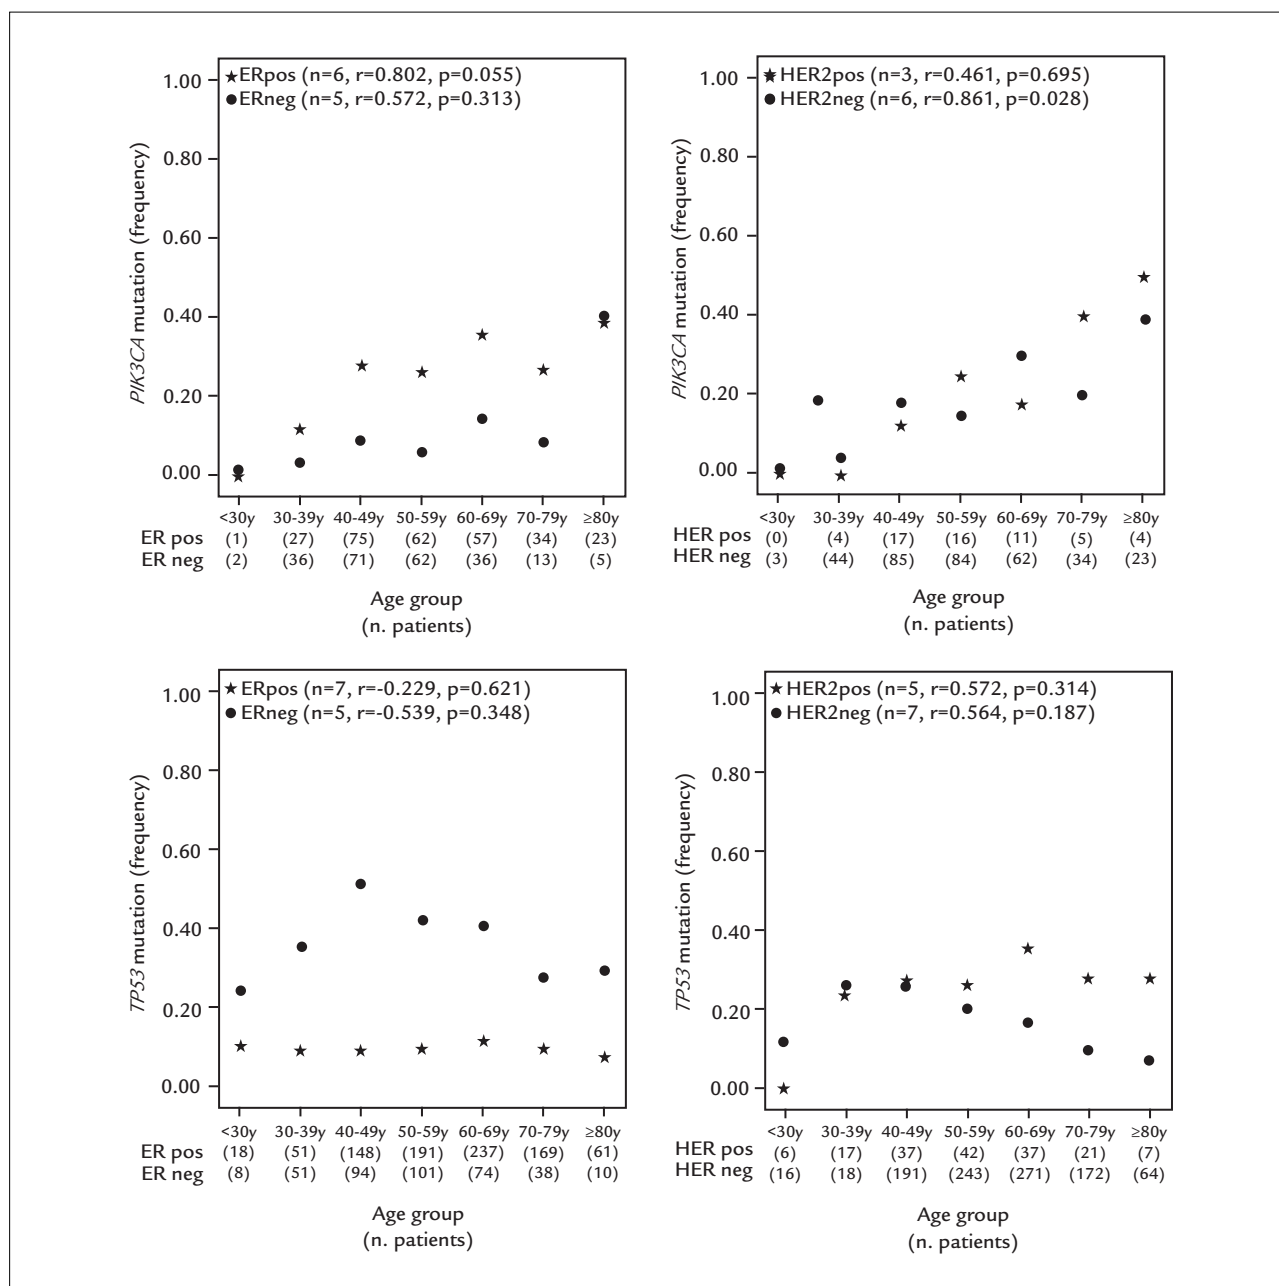 ERpos (n=6, r=0.802, p=0.055)
ERneg (n=5, r=0.572, p=0.313)
1.00
0.80
0.60
0.40
0.20
0.00
PIK3CA mutation (frequency)
<30y 30-39y 40-49y 50-59y 60-69y 70-79y ≥80y
ER pos (1) (27) (75) (62) (57) (34) (23)
ER neg (2) (36) (71) (62) (36) (13) (5)
Age group
(n. patients)
HER2pos (n=3, r=0.461, p=0.695)
HER2neg (n=6, r=0.861, p=0.028)
1.00
0.80
0.60
0.40
0.20
0.00
PIK3CA mutation (frequency)
<30y 30-39y 40-49y 50-59y 60-69y 70-79y ≥80y
HER pos (0) (4) (17) (16) (11) (5) (4)
HER neg (3) (44) (85) (84) (62) (34) (23)
Age group
(n. patients)
ERpos (n=7, r=-0.229, p=0.621)
ERneg (n=5, r=-0.539, p=0.348)
1.00
0.80
0.60
0.40
0.20
0.00
TP53 mutation (frequency)
<30y 30-39y 40-49y 50-59y 60-69y 70-79y ≥80y
ER pos (18) (51) (148) (191) (237) (169) (61)
ER neg (8) (51) (94) (101) (74) (38) (10)
Age group
(n. patients)
HER2pos (n=5, r=0.572, p=0.314)
HER2neg (n=7, r=0.564, p=0.187)
1.00
0.80
0.60
0.40
0.20
0.00
TP53 mutation (frequency)
<30y 30-39y 40-49y 50-59y 60-69y 70-79y ≥80y
HER pos (6) (17) (37) (42) (37) (21) (7)
HER neg (16) (18) (191) (243) (271) (172) (64)
Age group
(n. patients)